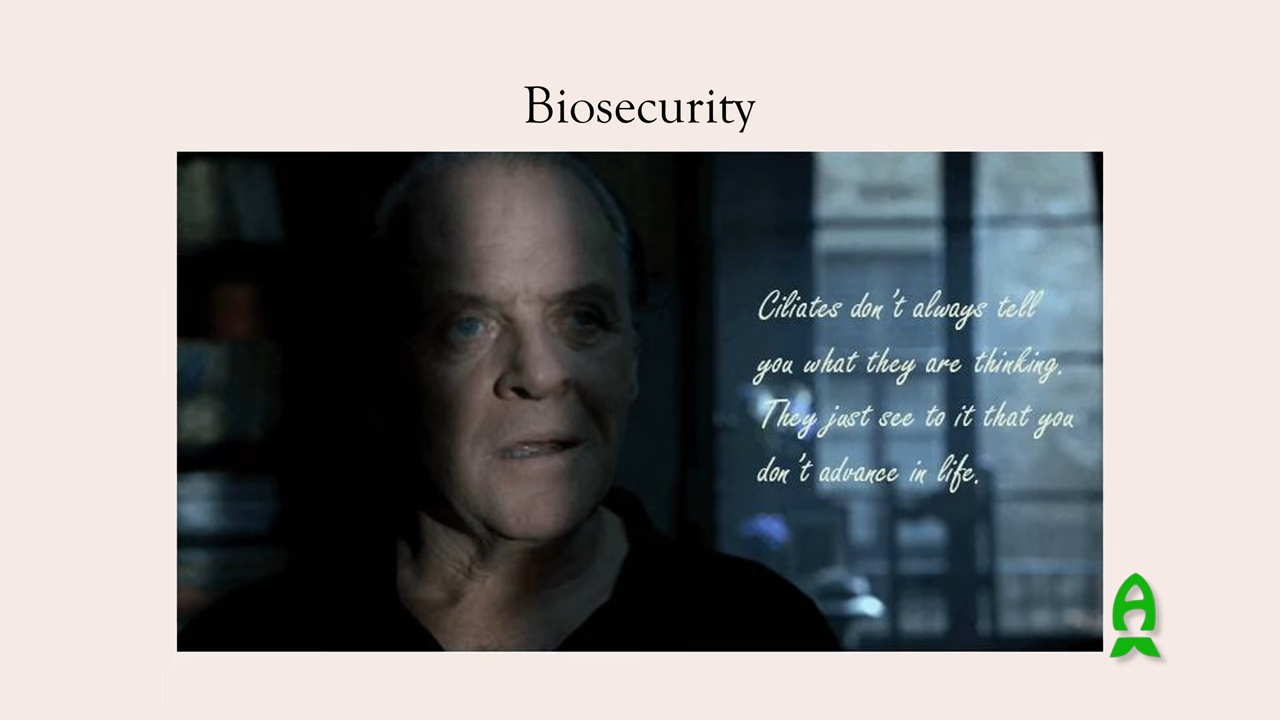 Biosecurity
Ciliates don't always tell
you what they are thinking.
They just see to it that you
don't advance in life.